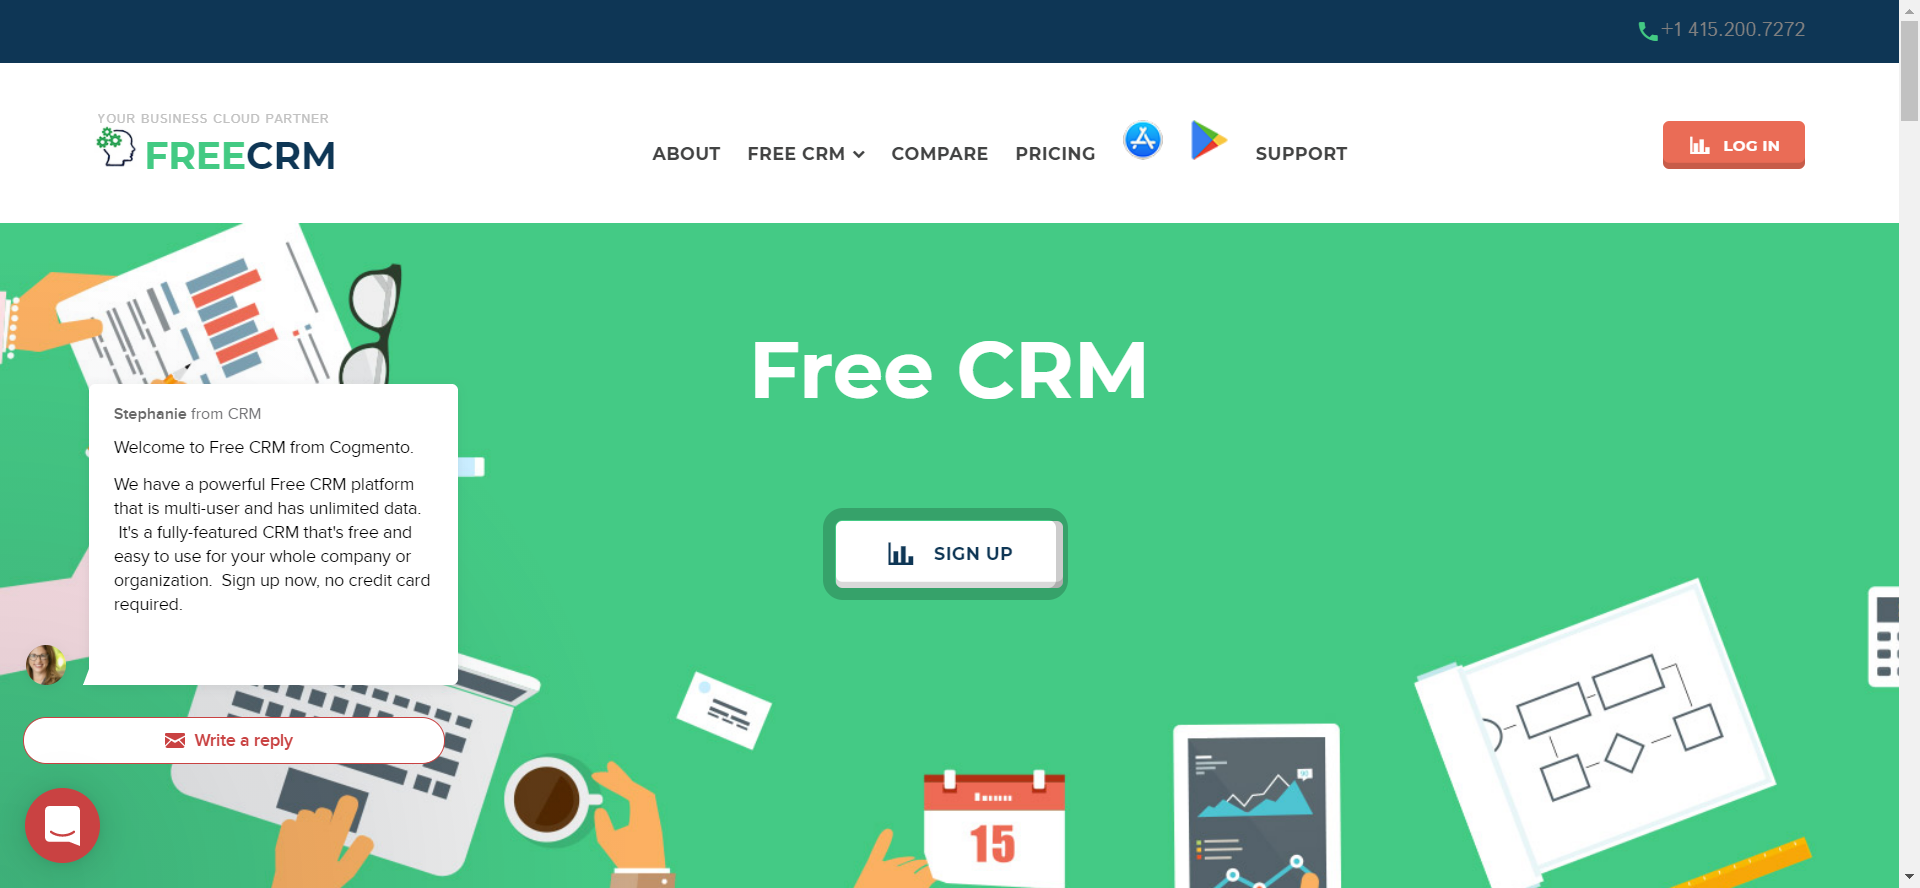 +1 415.200.7272
YOUR BUSINESS CLOUD PARTNER
FREECRM
ABOUT
FREE CRM
COMPARE
PRICING
SUPPORT
LOG IN
Free CRM
SIGN UP
Stephanie from CRM
Welcome to Free CRM from Cogmento.
We have a powerful Free CRM platform
that is multi-user and has unlimited data.
It's a fully-featured CRM that's free and
easy to use for your whole company or
organization. Sign up now, no credit card
required.
Write a reply
15